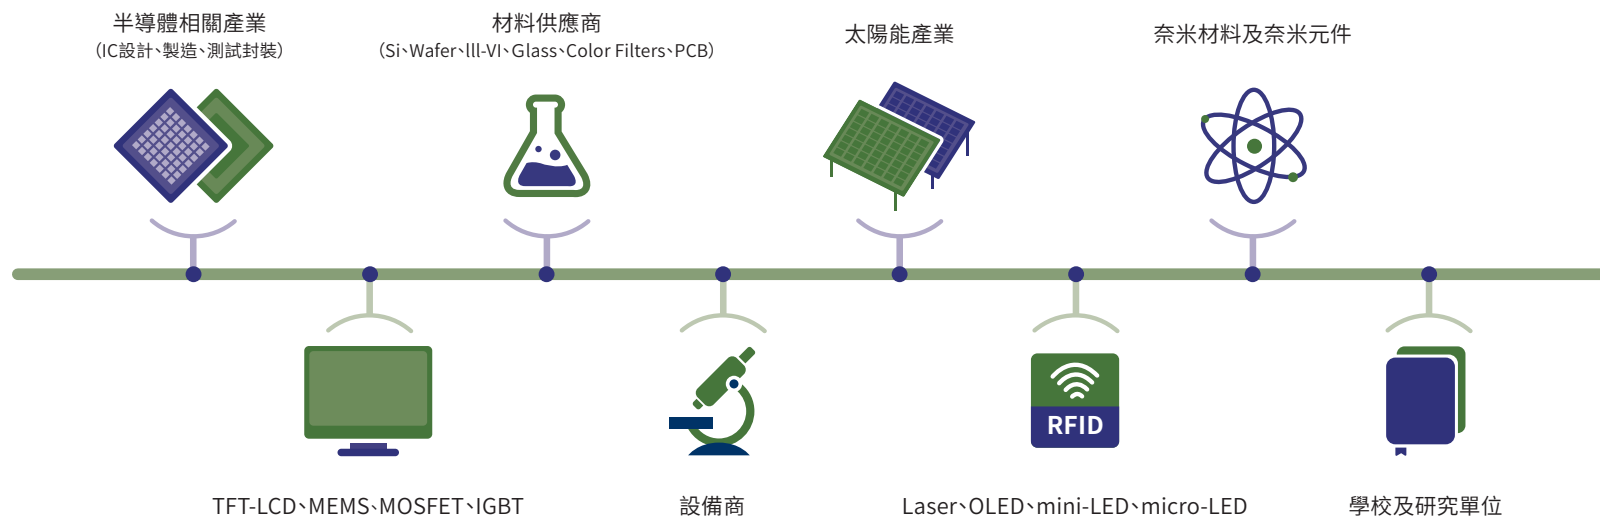 半導體相關產業
（IC設計、製造、測試封裝）
材料供應商
（Si、Wafer、lll-VI、Glass、Color Filters、PCB）
太陽能產業
奈米材料及奈米元件
RFID
TFT-LCD、MEMS、MOSFET、IGBT
設備商
Laser、OLED、mini-LED、micro-LED
學校及研究單位